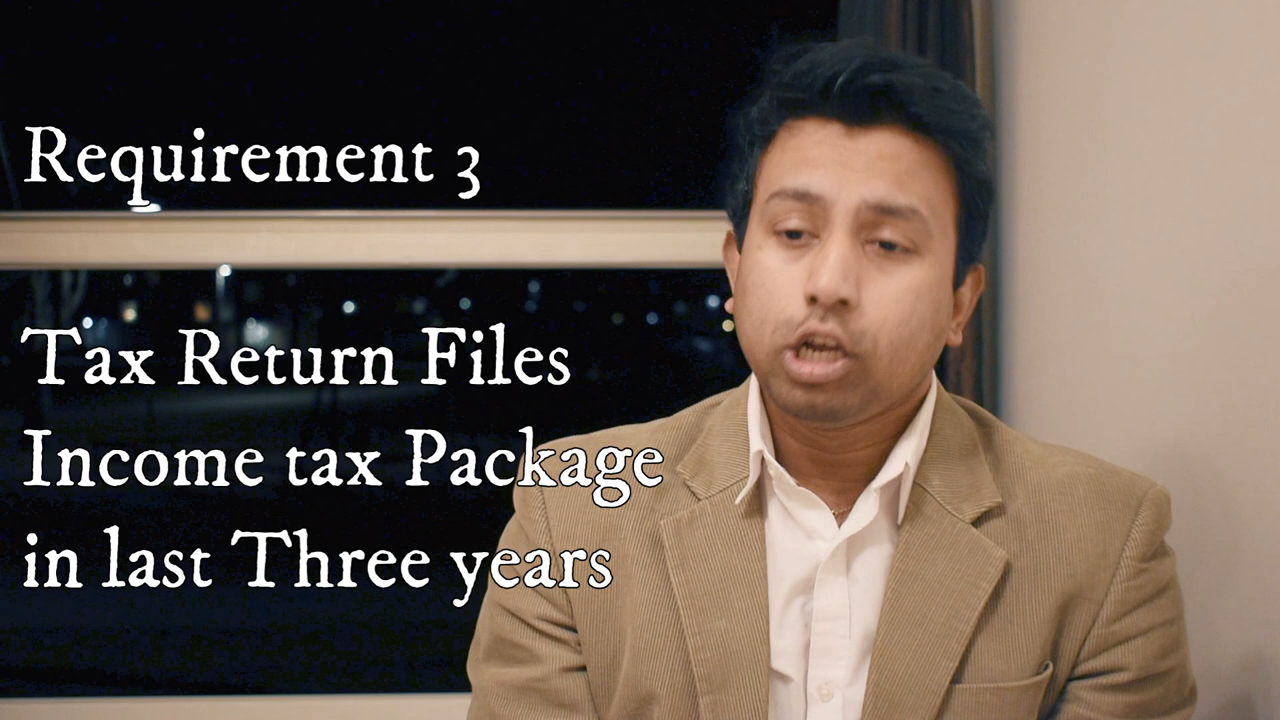 Requirement 3
Tax Return Files
Income tax Package
in last Three years